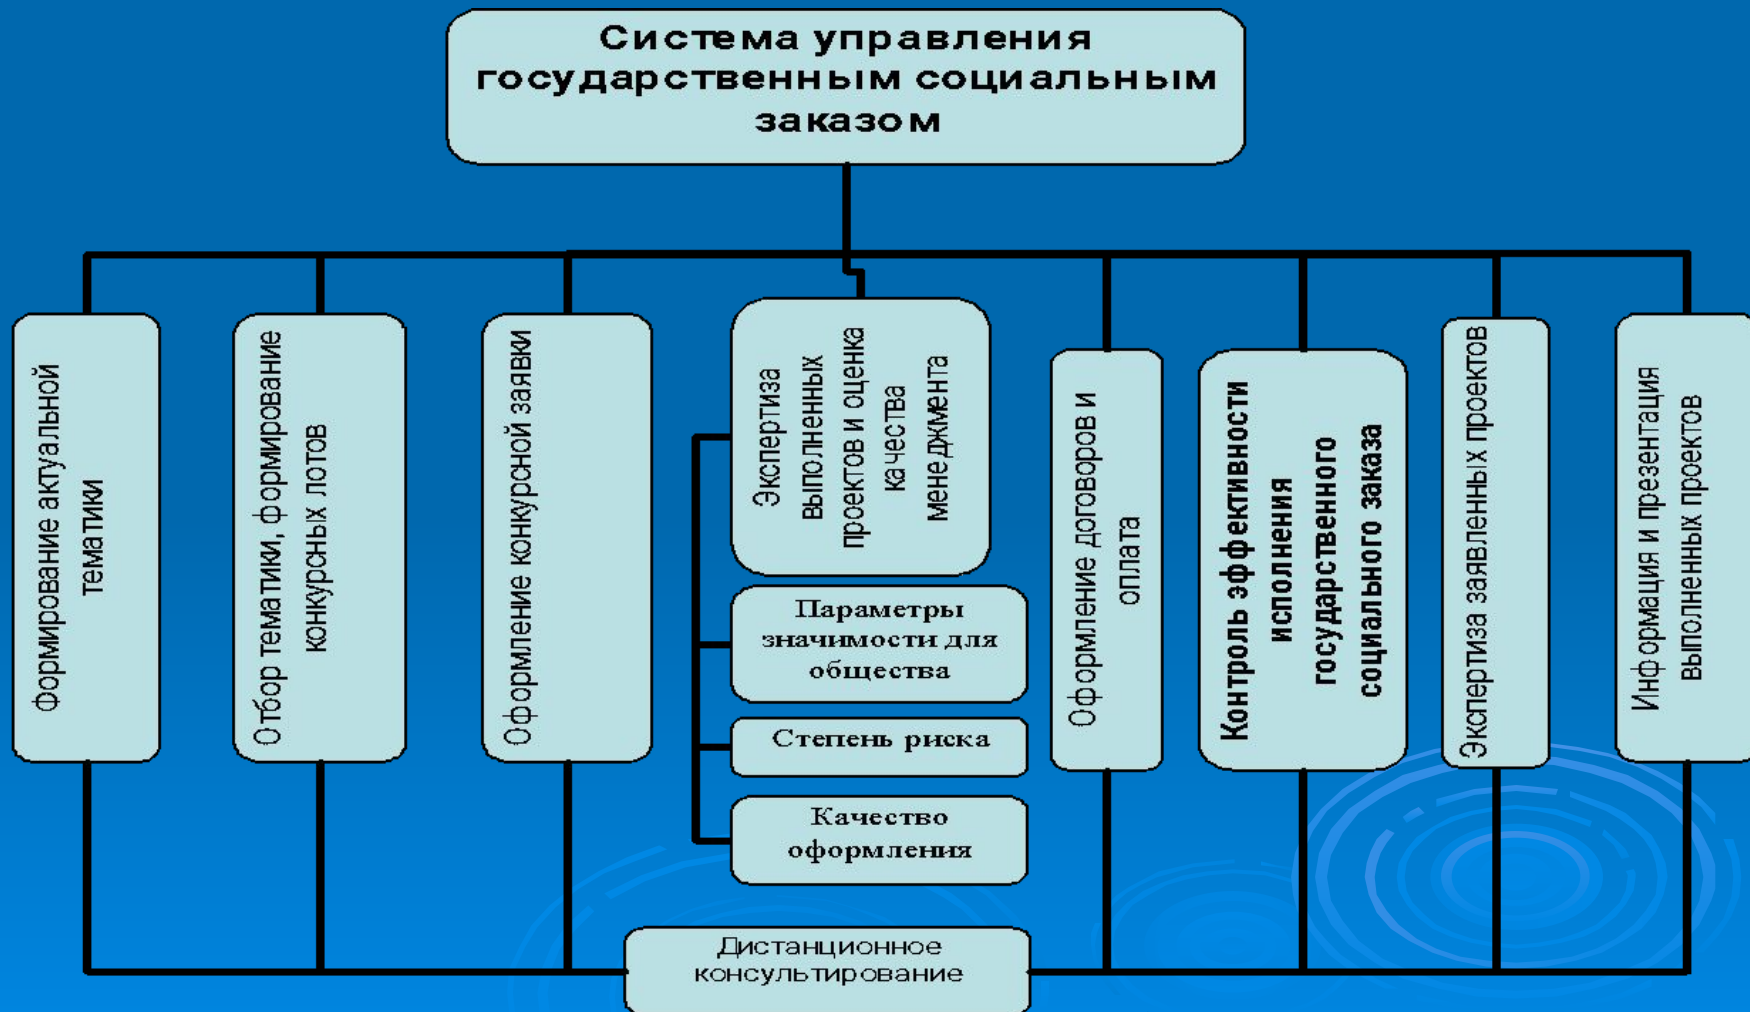 Система управления
государственным социальным
заказом
формирование актуальной
тематики
Отбор тематики, формирование
конкурсных лотов
Оформление конкурсной заявки
Экспертиза
выполненных
проектов и оценка
качества
менеджмента
Параметры
значимости для
общества
Степень риска
Качество
оформления
Оформление договоров и
оплата
Контроль эффективности
исполнения
государственного
социального заказа
Экспертиза заявленных проектов
Информация и презентация
выполненных проектов
Дистанционное
консультирование